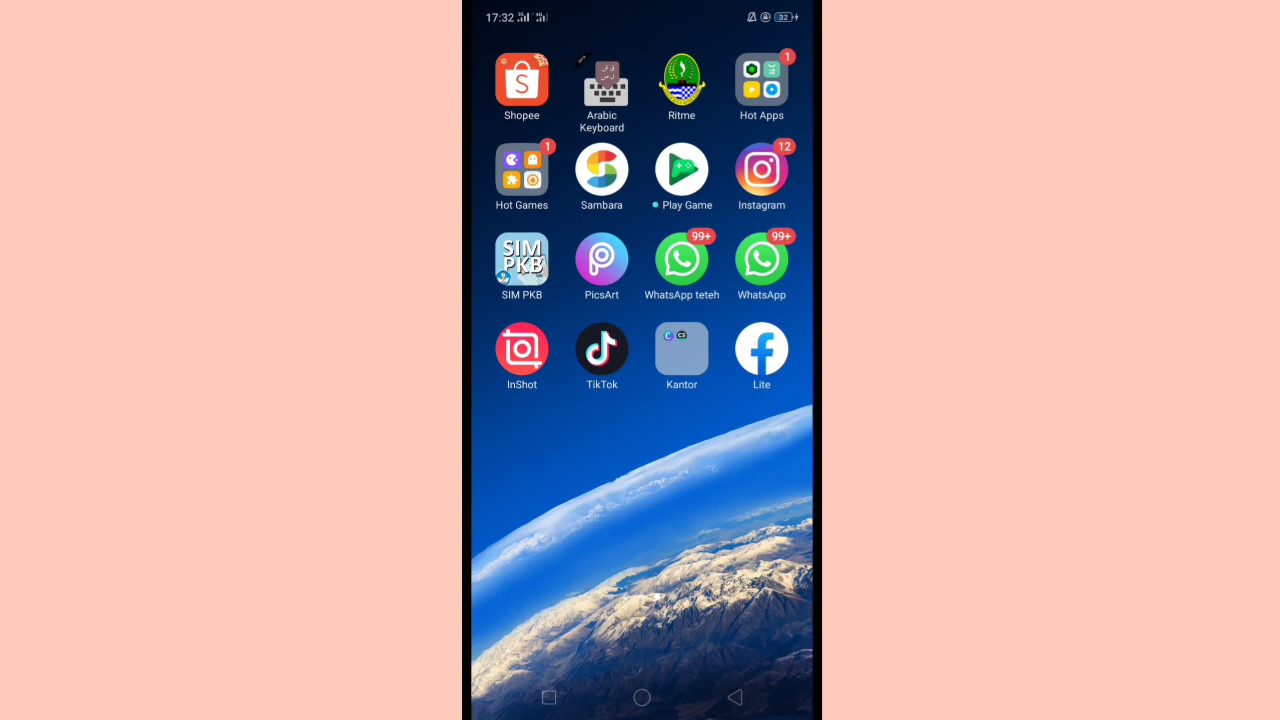 17:32 32
Shopee
Arabic
Keyboard
Ritme
Hot Apps
1
Hot Games
1
Sambara
Play Game
Instagram
12
SIM
PKB
SIM PKB
PicsArt
WhatsApp teteh
99+
WhatsApp
99+
InShot
TikTok
Kantor
CS
Lite